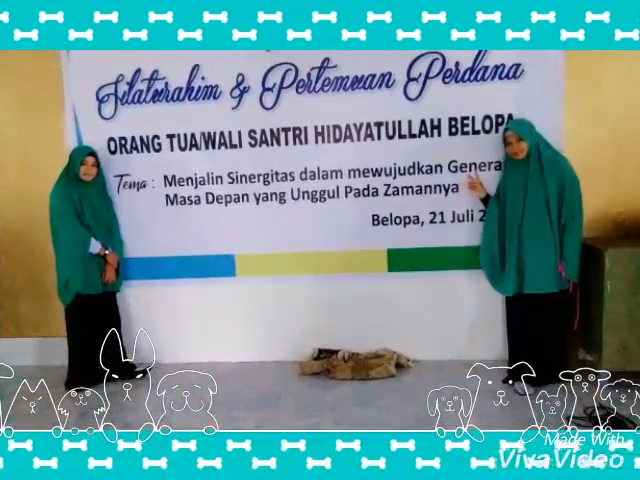 Silaturahim & Pertemuan Perdana
ORANG TUA/WALI SANTRI HIDAYATULLAH BELOPA
Tema : Menjalin Sinergitas dalam mewujudkan Genera
Masa Depan yang Unggul Pada Zamannya
Belopa, 21 Juli 2
Made With
VivaVideo